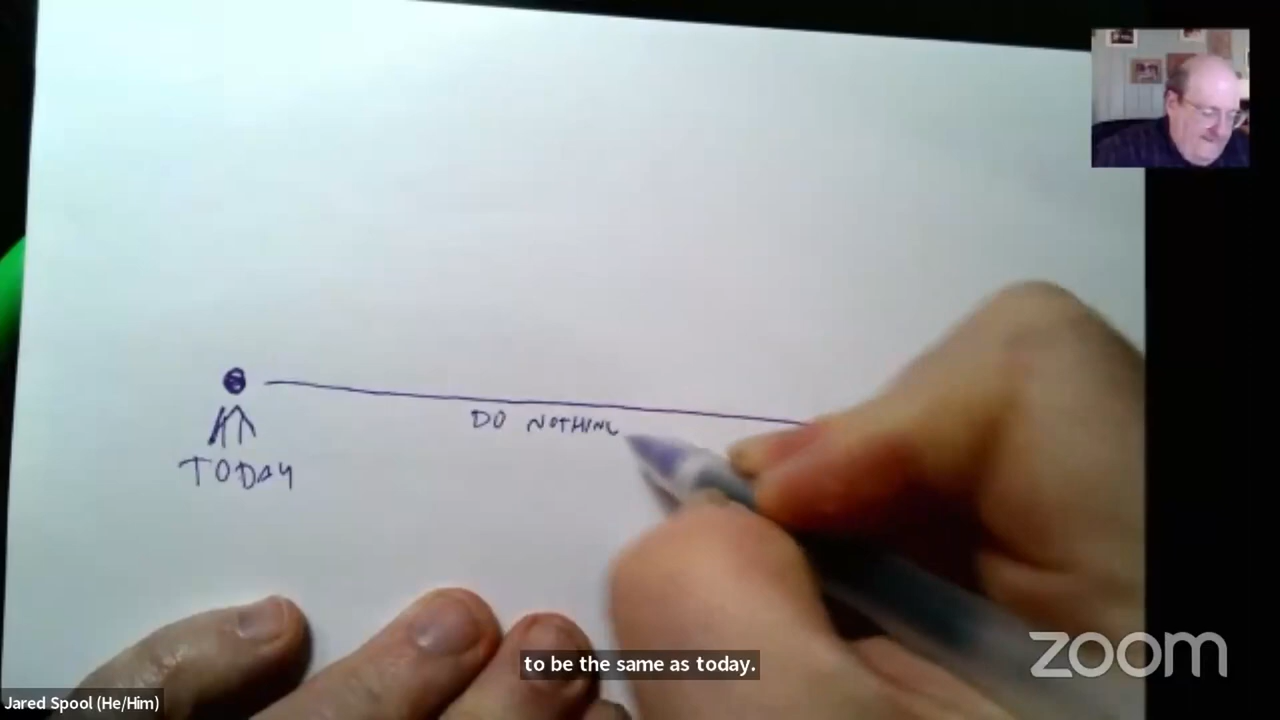 DO NOTHING
TODAY
to be the same as today.
zoom
Jared Spool (He/Him)